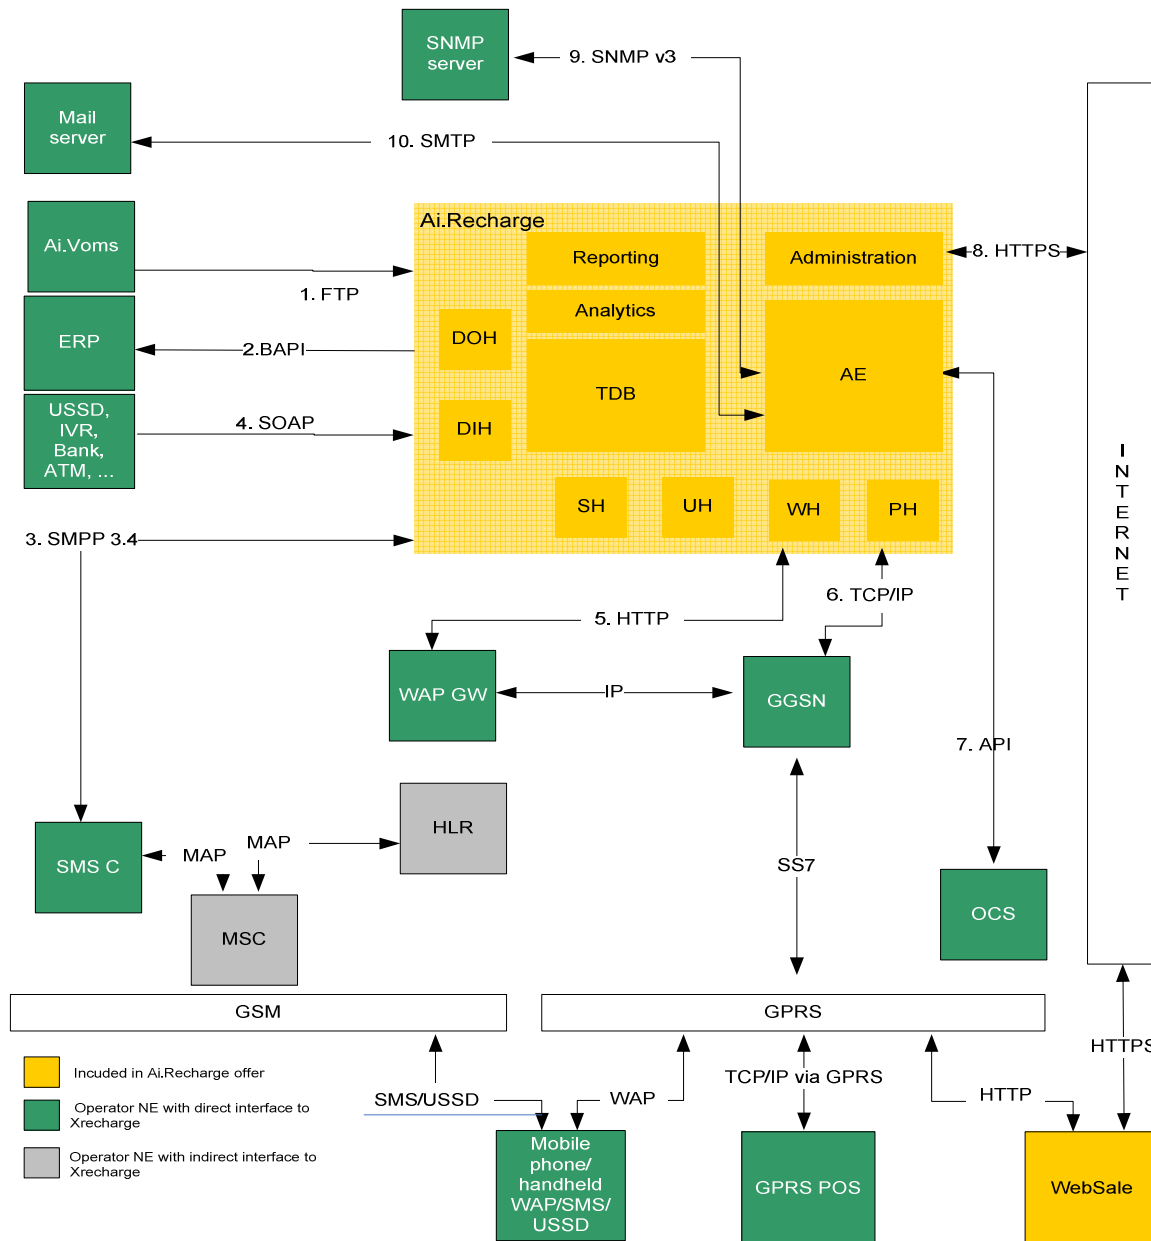 SNMP
server
9. SNMP v3
Mail
server
10. SMTP
Ai.Voms
1. FTP
ERP
2.BAPI
USSD,
IVR,
Bank,
ATM, ...
4. SOAP
3. SMPP 3.4
Ai.Recharge
Reporting
Administration
Analytics
DOH
TDB
AE
DIH
SH
UH
WH
PH
8. HTTPS
INTERNET
6. TCP/IP
5. HTTP
WAP GW
IP
GGSN
7. API
HLR
MAP
MAP
SMS C
MSC
SS7
OCS
GSM
GPRS
HTTPS
Incuded in Ai.Recharge offer
Operator NE with direct interface to
Xrecharge
Operator NE with indirect interface to
Xrecharge
SMS/USSD
WAP
TCP/IP via GPRS
HTTP
Mobile
phone/
handheld
WAP/SMS/
USSD
GPRS POS
WebSale